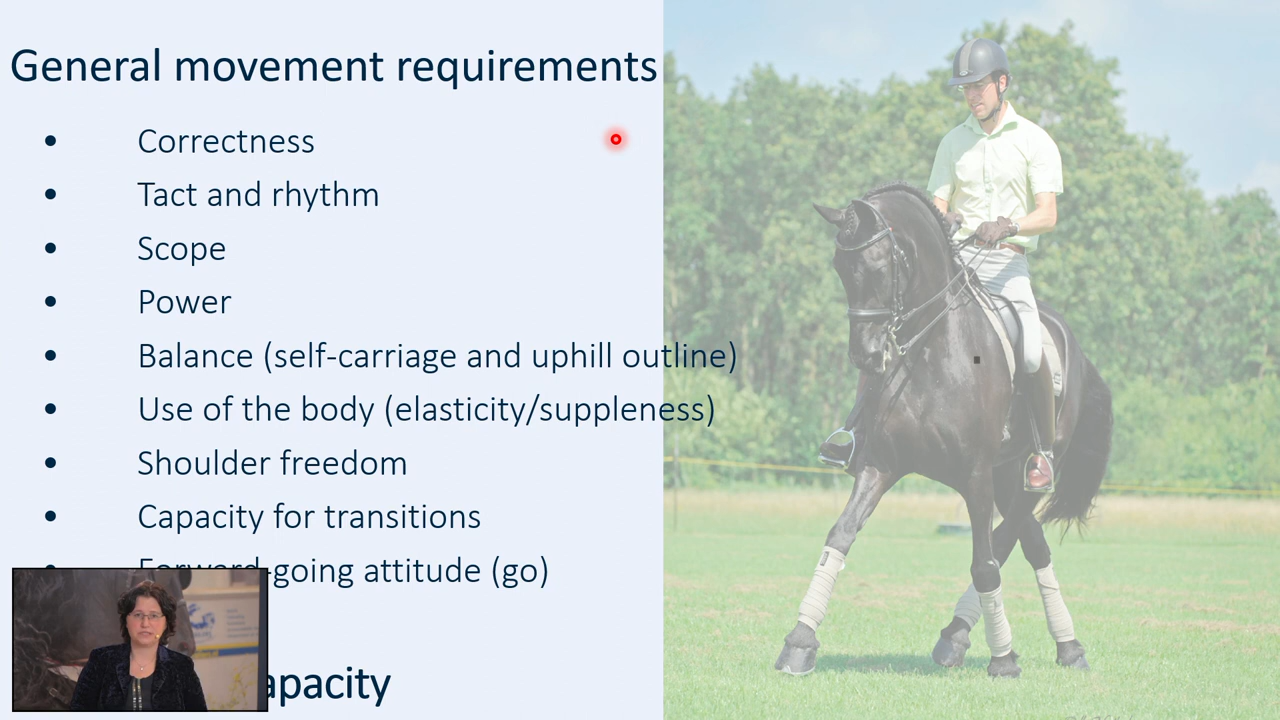 General movement requirements
• Correctness
• Tact and rhythm
• Scope
• Power
• Balance (self-carriage and uphill outline)
• Use of the body (elasticity/suppleness)
• Shoulder freedom
• Capacity for transitions
• Forward-going attitude (go)
apacity